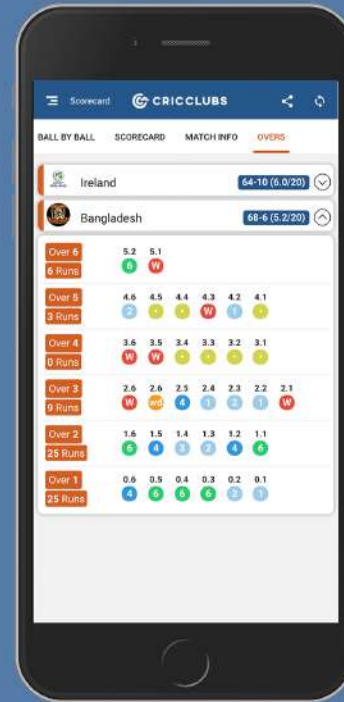 Scorecard CRICCLUBS
BALL BY BALL SCORECARD MATCH INFO OVERS
Ireland 64-10 (6.0/20)
Bangladesh 68-6 (5.2/20)
Over 6 5.2 5.1
6 Runs 6 W
Over 5 4.6 4.5 4.4 4.3 4.2 4.1
3 Runs 2 • • W 1 •
Over 4 3.6 3.5 3.4 3.3 3.2 3.1
0 Runs W W • • • •
Over 3 2.6 2.6 2.5 2.4 2.3 2.2 2.1
9 Runs W wd 4 1 2 1 W
Over 2 1.6 1.5 1.4 1.3 1.2 1.1
25 Runs 6 4 3 2 4 6
Over 1 0.6 0.5 0.4 0.3 0.2 0.1
25 Runs 4 6 6 6 2 1